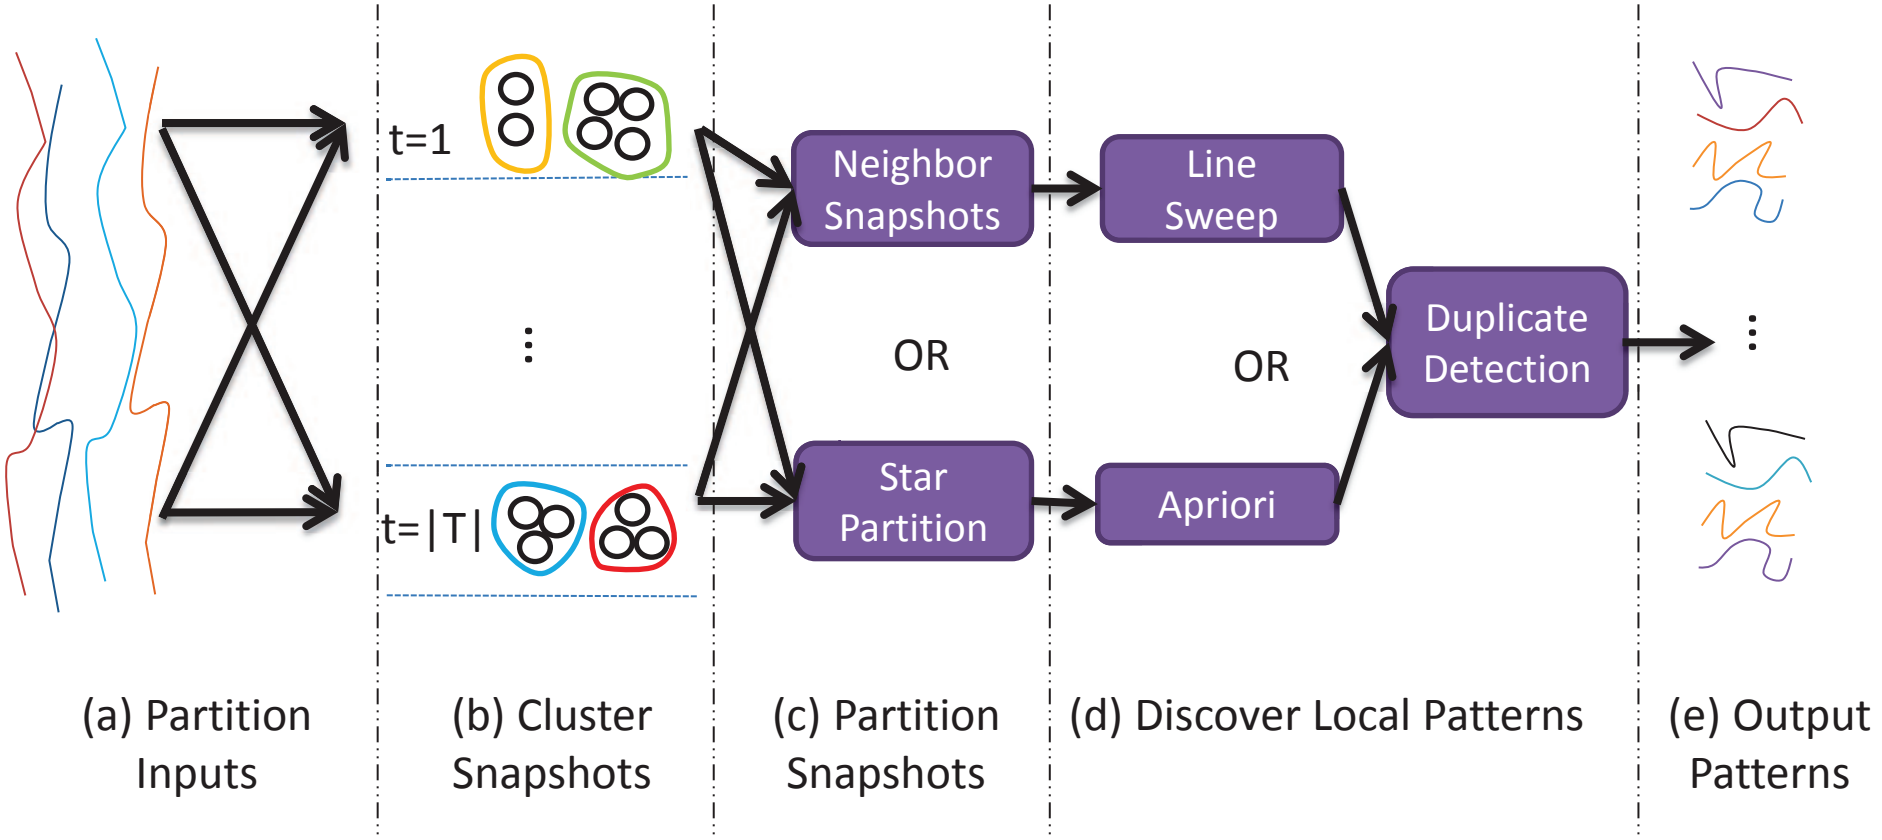 t=1
t=|T|
Neighbor
Snapshots
OR
Star
Partition
Line
Sweep
OR
Apriori
Duplicate
Detection
(a) Partition
Inputs
(b) Cluster
Snapshots
(c) Partition
Snapshots
(d) Discover Local Patterns
(e) Output
Patterns